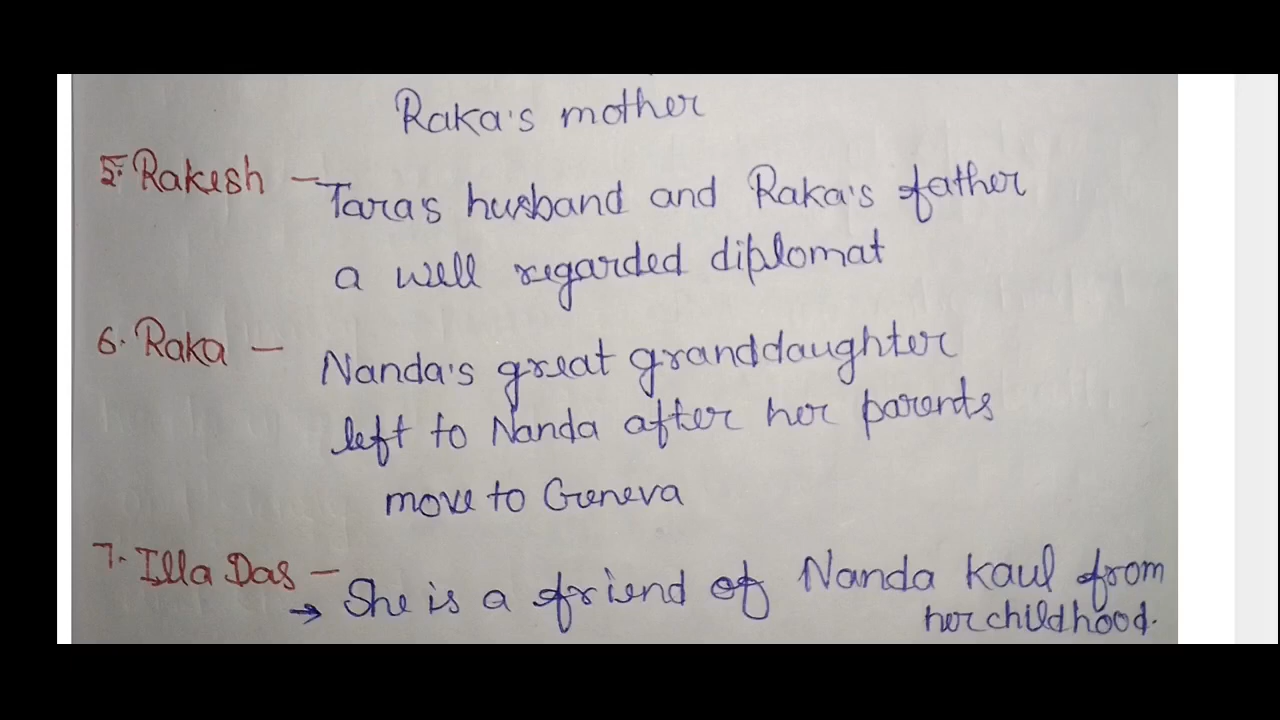 Raka's mother
5. Rakesh - Tara's husband and Raka's father
a well regarded diplomat
6. Raka - Nanda's great granddaughter
left to Nanda after her parents
move to Geneva
7. Illa Das -
→ She is a friend of Nanda kaul from
her childhood.